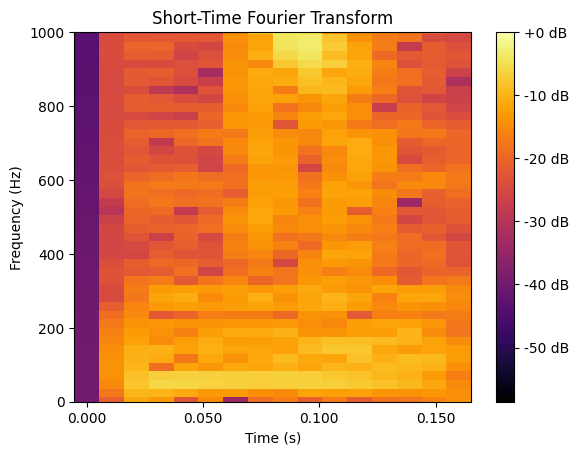 Short-Time Fourier Transform
1000
800
600
400
200
0
Frequency (Hz)
0.000
0.050
0.100
0.150
Time (s)
+0 dB
-10 dB
-20 dB
-30 dB
-40 dB
-50 dB